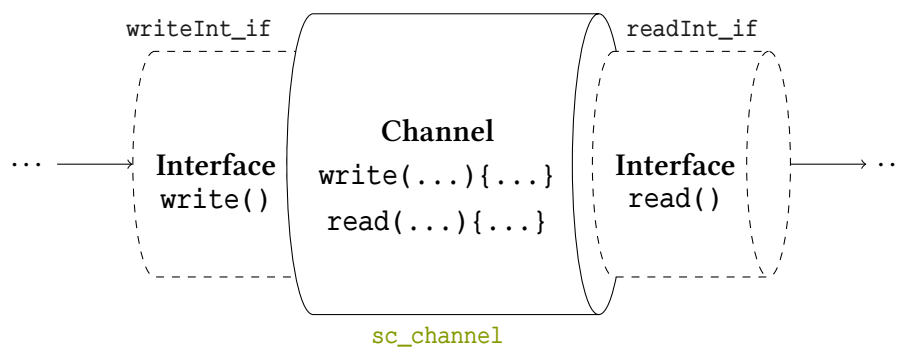 writeInt_if
readInt_if
Channel
... Interface write(...){...} Interface ..
write() read(...){...} read()
sc_channel